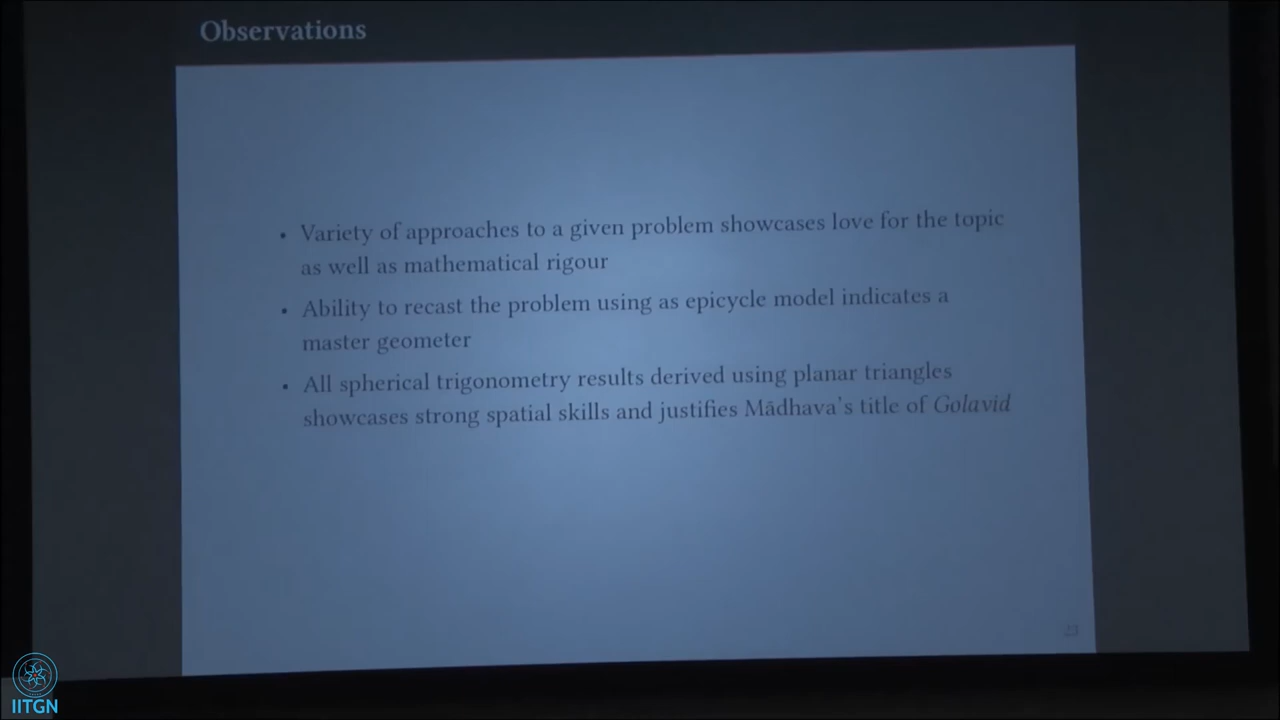 Observations
• Variety of approaches to a given problem showcases love for the topic
as well as mathematical rigour
• Ability to recast the problem using as epicycle model indicates a
master geometer
• All spherical trigonometry results derived using planar triangles
showcases strong spatial skills and justifies Mādhava's title of Golavid
23
IITGN